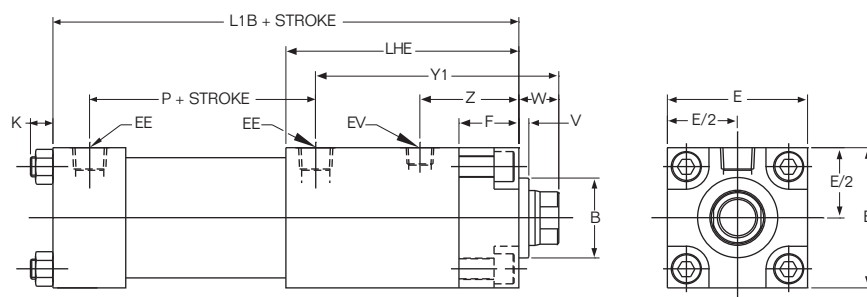 L1B + STROKE
LHE
Y1
P + STROKE
Z
W
E
K
EE
EE
EV
F
V
E/2
E/2
B